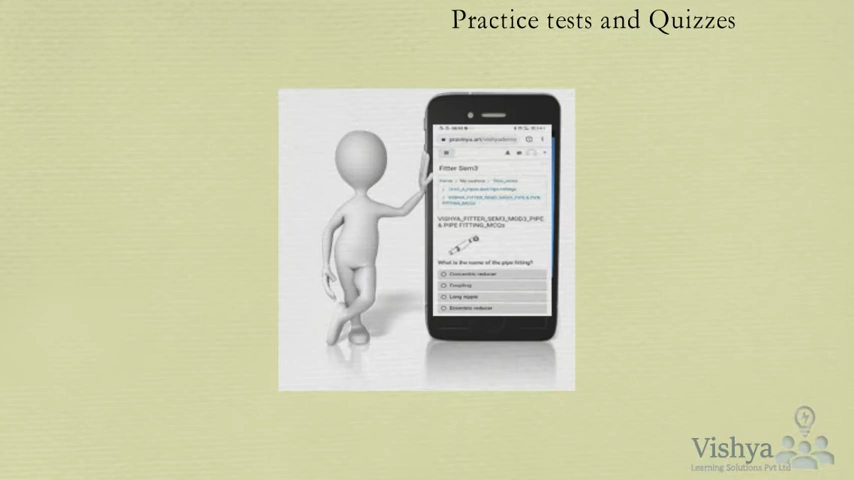 Practice tests and Quizzes
Fitter Sem3
VISHYA_FITTER_SEM3_MOD3_PIPE
& PIPE FITTING_MCQs
What is the name of the pipe fitting?
Concentric reducer
Coupling
Long nipple
Eccentric reducer
Vishya
Learning Solutions Pvt Ltd